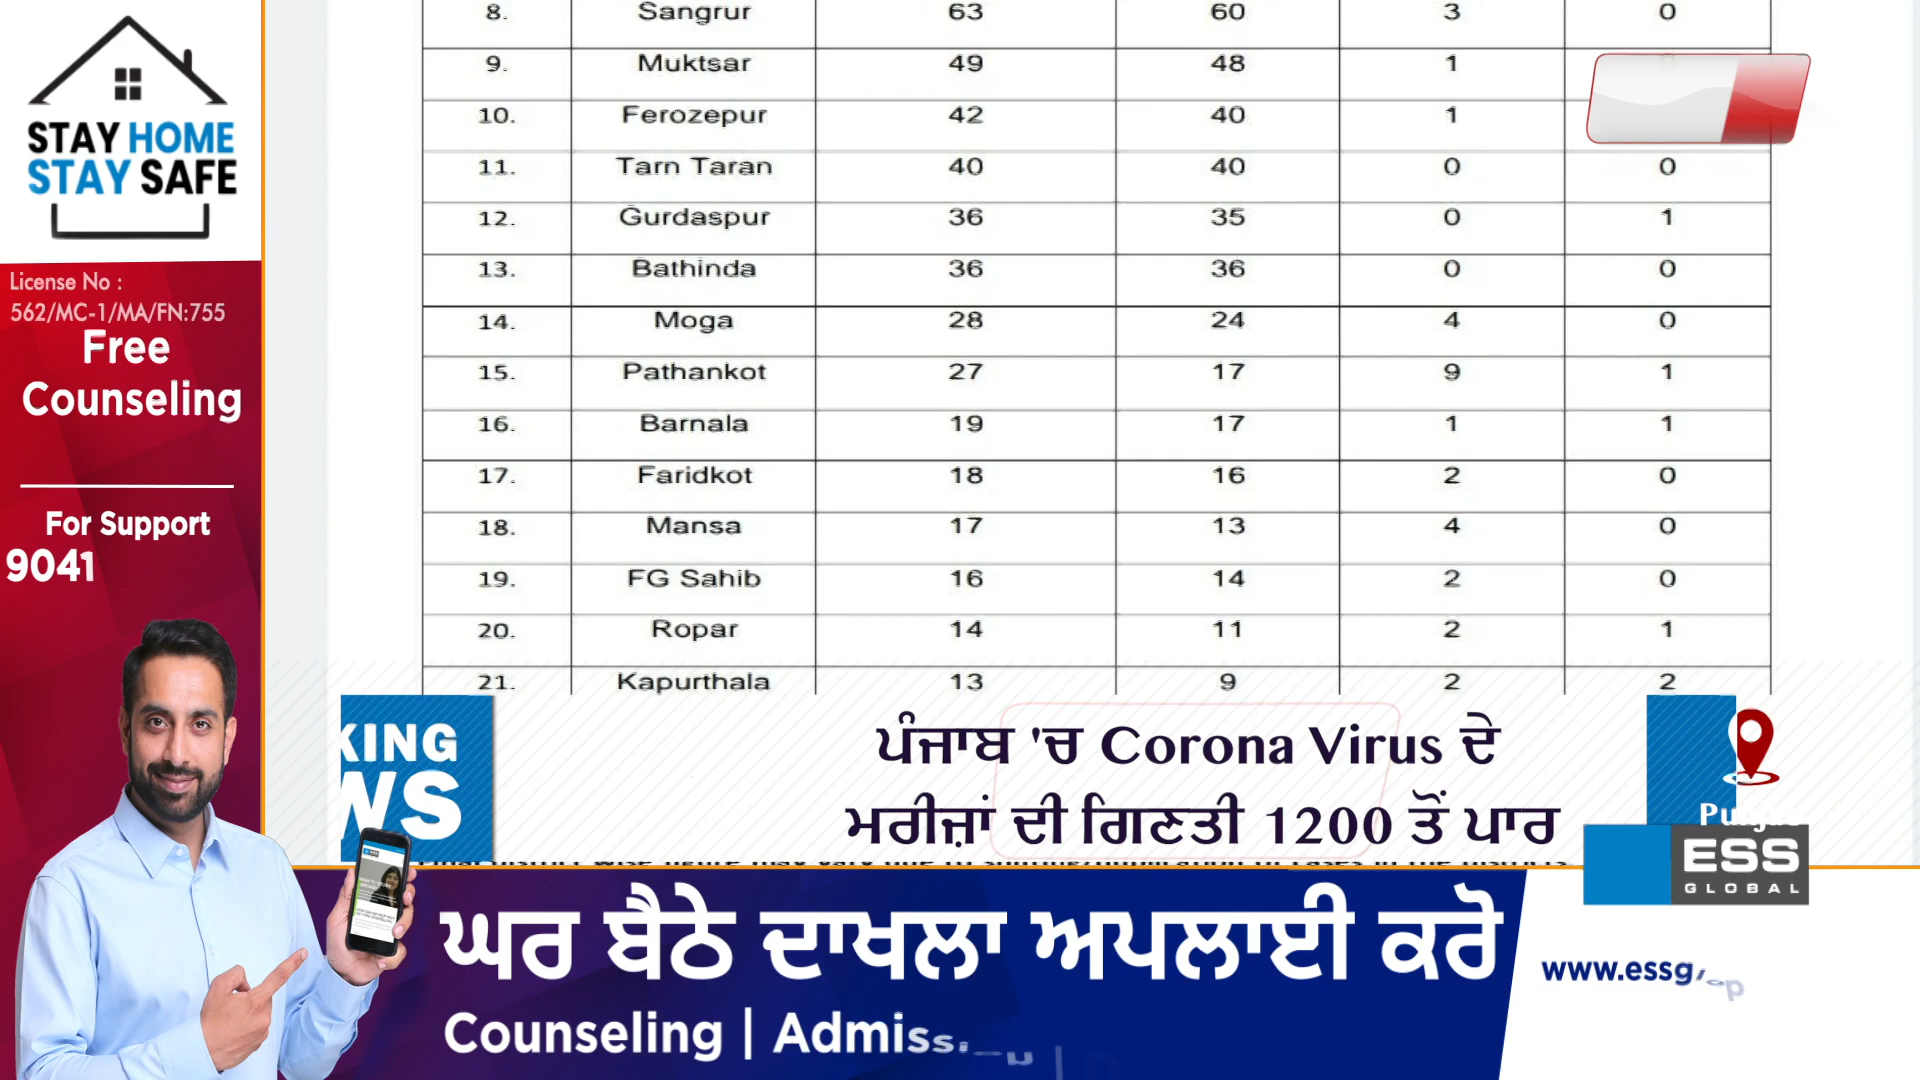 STAY HOME
STAY SAFE
License No :
562/MC-1/MA/FN:755
Free
Counseling
For Support
9041
8. Sangrur 63 60 3 0
9. Muktsar 49 48 1
10. Ferozepur 42 40 1
11. Tarn Taran 40 40 0 0
12. Gurdaspur 36 35 0 1
13. Bathinda 36 36 0 0
14. Moga 28 24 4 0
15. Pathankot 27 17 9 1
16. Barnala 19 17 1 1
17. Faridkot 18 16 2 0
18. Mansa 17 13 4 0
19. FG Sahib 16 14 2 0
20. Ropar 14 11 2 1
21. Kapurthala 13 9 2 2
KING
WS
ਪੰਜਾਬ 'ਚ Corona Virus ਦੇ
ਮਰੀਜ਼ਾਂ ਦੀ ਗਿਣਤੀ 1200 ਤੋਂ ਪਾਰ
ESS
GLOBAL
ਘਰ ਬੈਠੇ ਦਾਖਲਾ ਅਪਲਾਈ ਕਰੋ
www.essg
Counseling | Admiss